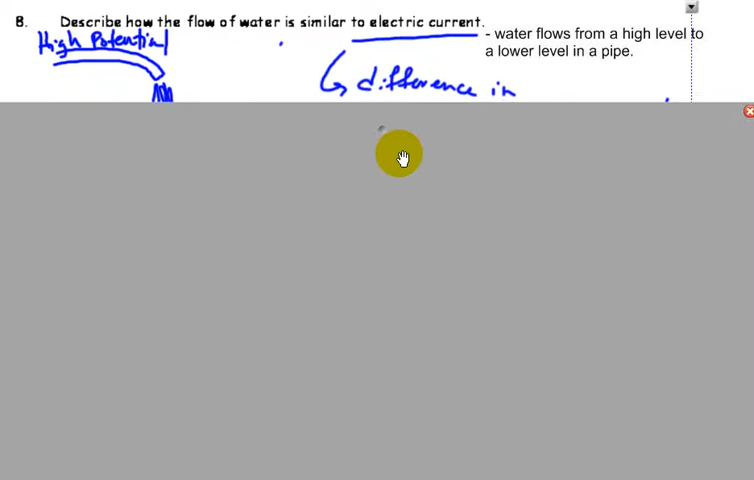 8. Describe how the flow of water is similar to electric current.
- water flows from a high level to
a lower level in a pipe.
High Potential
difference in